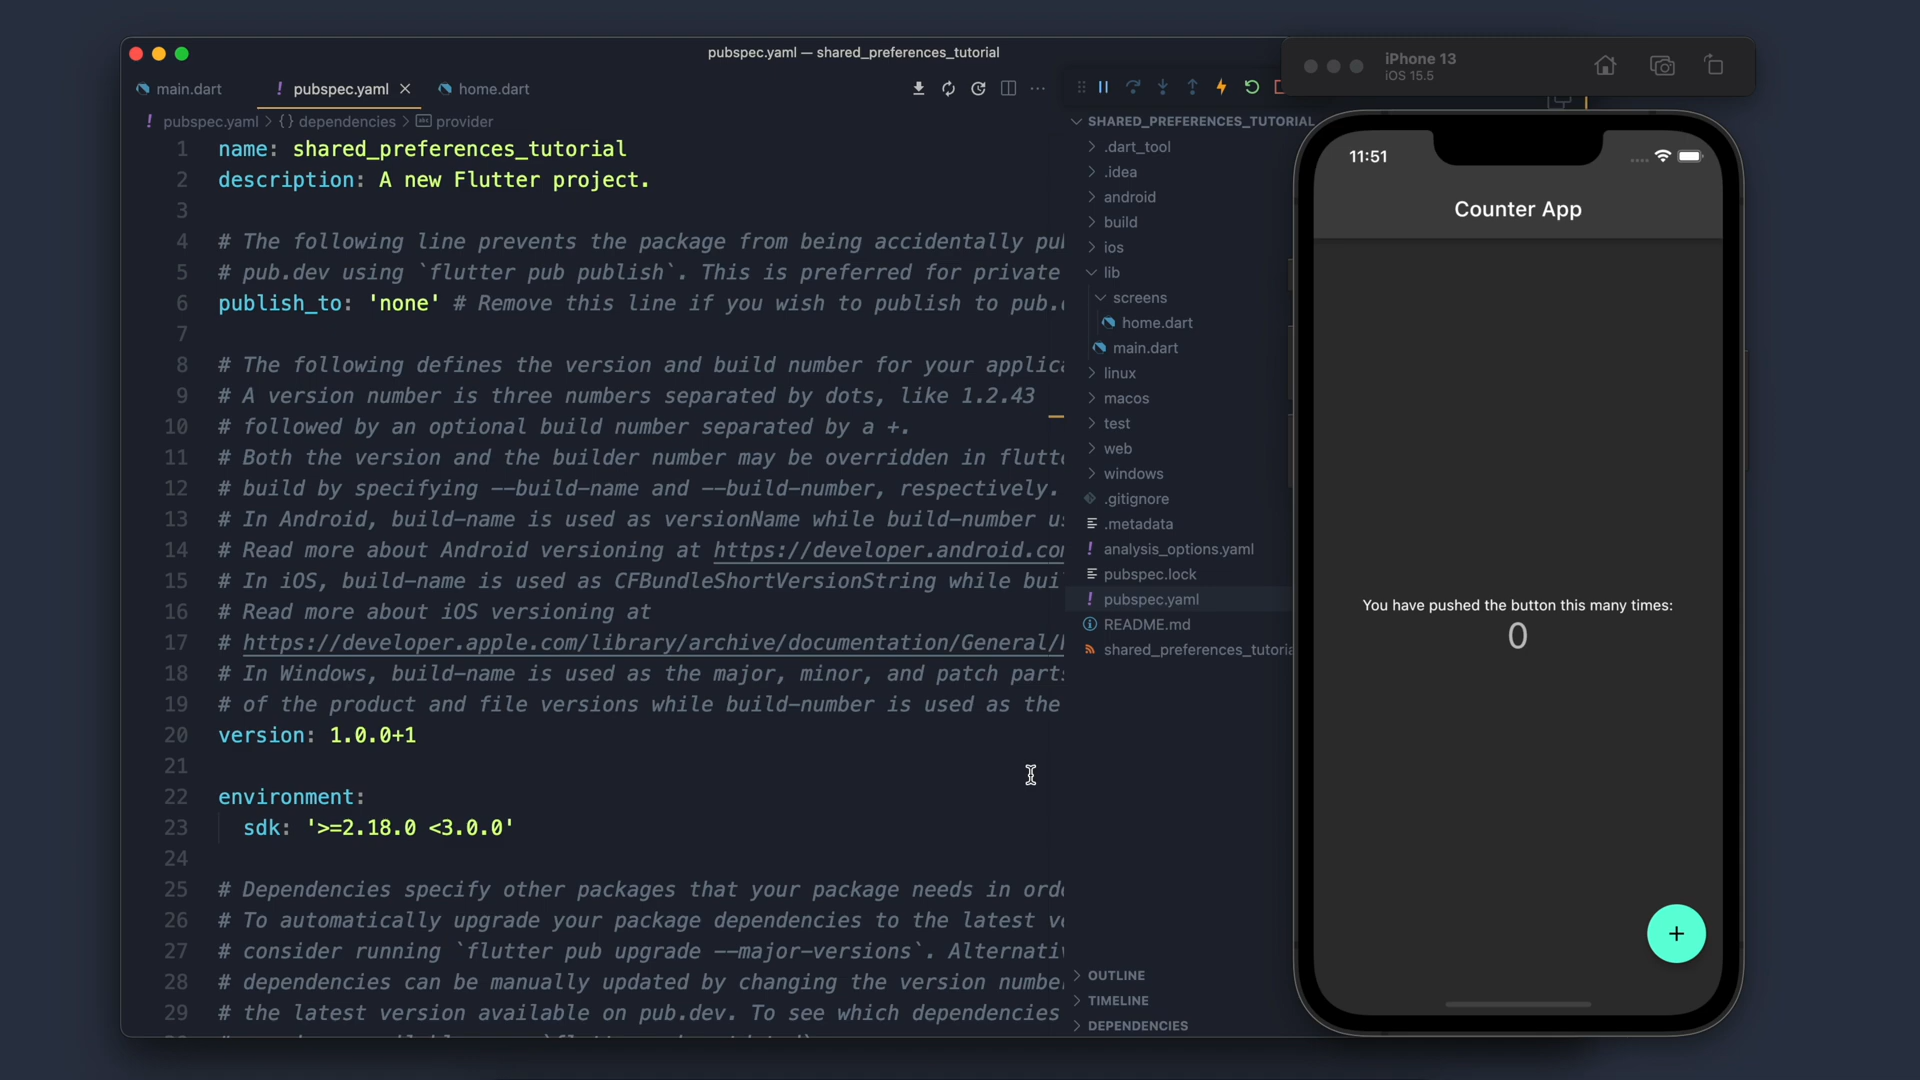 pubspec.yaml — shared_preferences_tutorial
main.dart
! pubspec.yaml
home.dart
! pubspec.yaml > {} dependencies > abc provider
1 name: shared_preferences_tutorial
2 description: A new Flutter project.
3
4 # The following line prevents the package from being accidentally pu
5 # pub.dev using `flutter pub publish`. This is preferred for private
6 publish_to: 'none' # Remove this line if you wish to publish to pub.
7
8 # The following defines the version and build number for your applic
9 # A version number is three numbers separated by dots, like 1.2.43
10 # followed by an optional build number separated by a +.
11 # Both the version and the builder number may be overridden in flutt
12 # build by specifying --build-name and --build-number, respectively.
13 # In Android, build-name is used as versionName while build-number u
14 # Read more about Android versioning at https://developer.android.co
15 # In iOS, build-name is used as CFBundleShortVersionString while bui
16 # Read more about iOS versioning at
17 # https://developer.apple.com/library/archive/documentation/General/
18 # In Windows, build-name is used as the major, minor, and patch part
19 # of the product and file versions while build-number is used as the
20 version: 1.0.0+1
21
22 environment:
23 sdk: '>=2.18.0 <3.0.0'
24
25 # Dependencies specify other packages that your package needs in ord
26 # To automatically upgrade your package dependencies to the latest v
27 # consider running `flutter pub upgrade --major-versions`. Alternati
28 # dependencies can be manually updated by changing the version numbe
29 # the latest version available on pub.dev. To see which dependencies
SHARED_PREFERENCES_TUTORIAL
.dart_tool
.idea
android
build
ios
lib
screens
home.dart
main.dart
linux
macos
test
web
windows
.gitignore
.metadata
! analysis_options.yaml
pubspec.lock
! pubspec.yaml
README.md
shared_preferences_tutoria
OUTLINE
TIMELINE
DEPENDENCIES
iPhone 13
iOS 15.5
11:51
Counter App
You have pushed the button this many times:
0
+